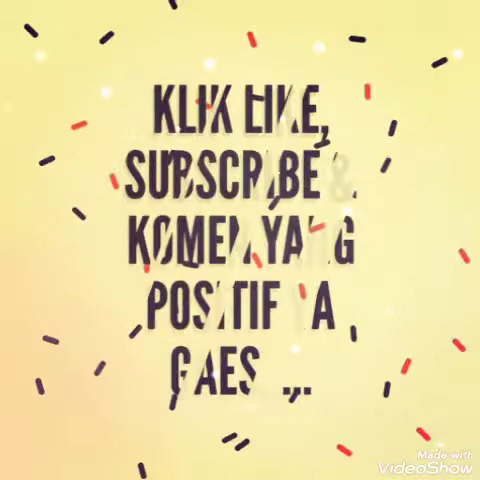 KLIK LIKE,
SUBSCRIBE &
KOMEN YANG
POSITIF YA
GAES ...
Made with
VideoShow